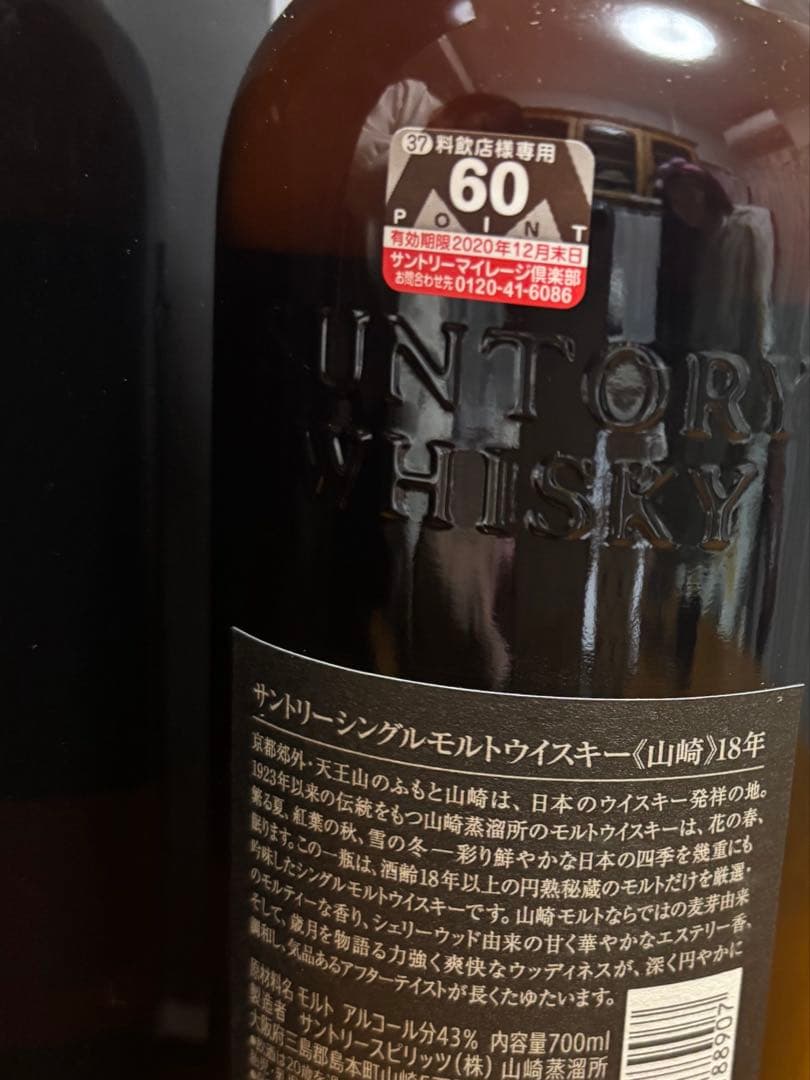 37 料飲店様専用
60
POINT
有効期限2020年12月末日
サントリーマイレージ倶楽部
お問合わせ先 0120-41-6086
UNTORY
WHISKY
サントリーシングルモルトウイスキー《山崎》18年
京都郊外・天王山のふもと山崎は、日本のウイスキー発祥の地。
1923年以来の伝統をもつ山崎蒸溜所のモルトウイスキーは、花の春、
繁る夏、紅葉の秋、雪の冬―彩り鮮やかな日本の四季を幾重にも
眠ります。この一瓶は、酒齢18年以上の円熟秘蔵のモルトだけを厳選・
吟味したシングルモルトウイスキーです。山崎モルトならではの麦芽由来
のモルティーな香り、シェリーウッド由来の甘く華やかなエステリー香、
そして、歳月を物語る力強く爽快なウッディネスが、深く円やかに
調和し、気品あるアフターテイストが長くたゆたいます。
原材料名 モルト アルコール分43% 内容量700ml
製造者 サントリースピリッツ(株) 山崎蒸溜所
大阪府三島郡島本町山崎5
●飲酒は20歳を
88907